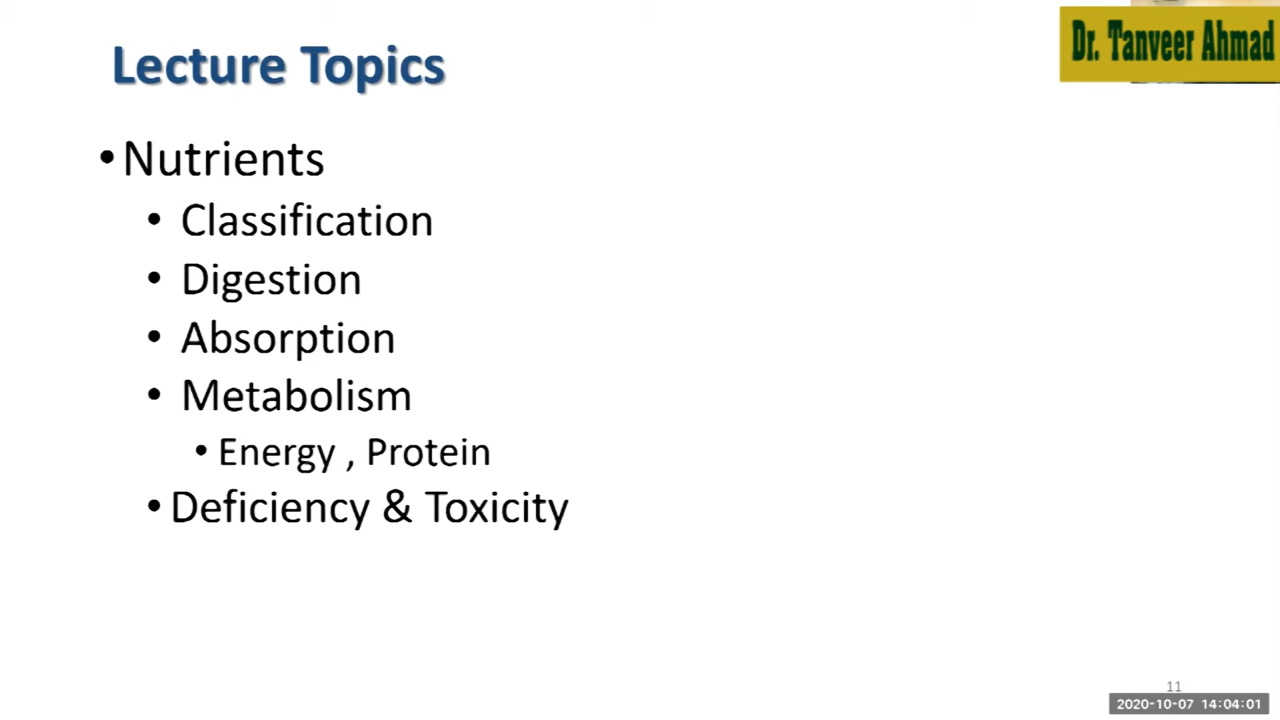 Dr. Tanveer Ahmad
Lecture Topics
• Nutrients
• Classification
• Digestion
• Absorption
• Metabolism
• Energy , Protein
• Deficiency & Toxicity
11
2020-10-07 14:04:01